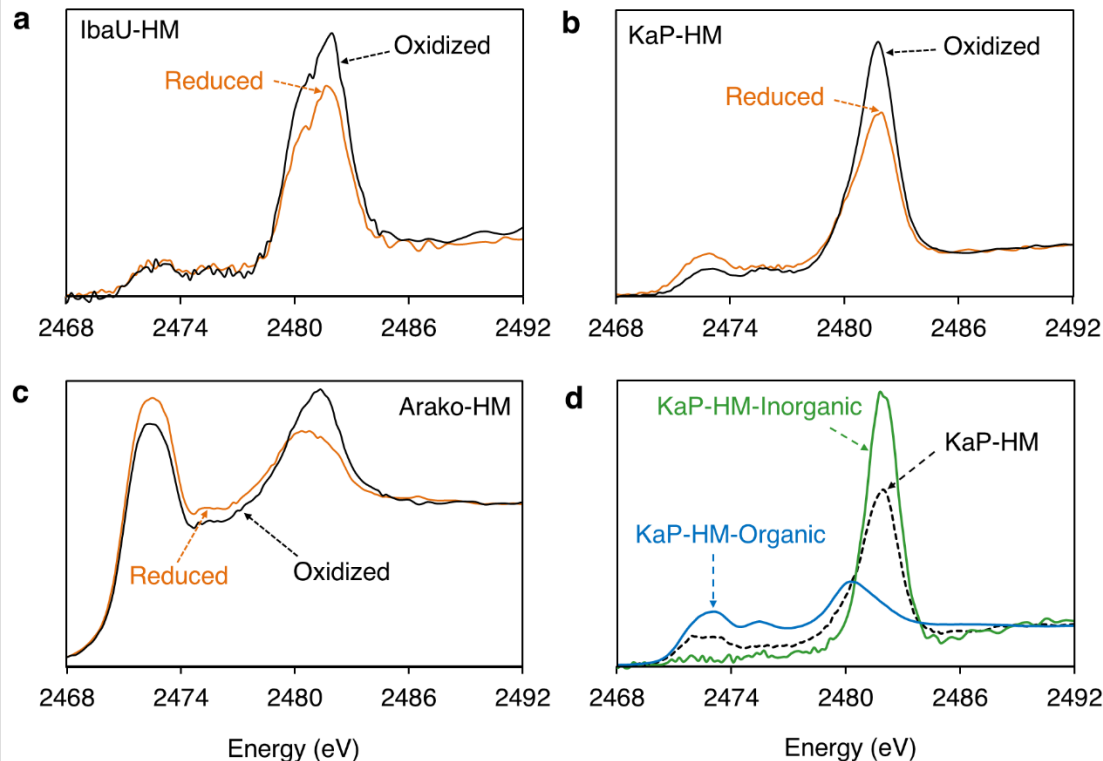 a
IbaU-HM
Oxidized
Reduced
2468 2474 2480 2486 2492
b
KaP-HM
Oxidized
Reduced
2468 2474 2480 2486 2492
c
Arako-HM
Reduced
Oxidized
2468 2474 2480 2486 2492
Energy (eV)
d
KaP-HM-Inorganic
KaP-HM
KaP-HM-Organic
2468 2474 2480 2486 2492
Energy (eV)